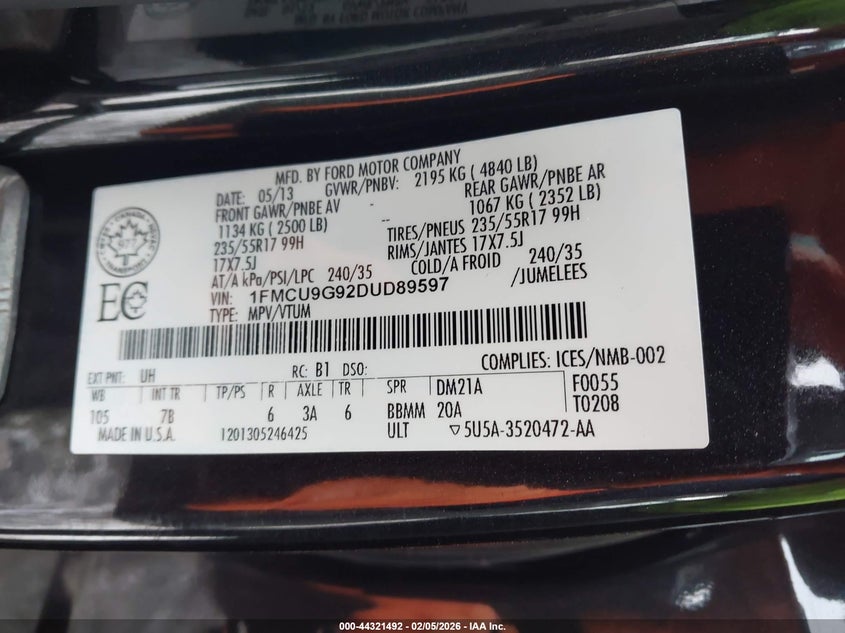 MFD. BY FORD MOTOR COMPANY
DATE: 05/13 GVWR/PNBV: 2195 KG ( 4840 LB)
FRONT GAWR/PNBE AV -- REAR GAWR/PNBE AR
1134 KG ( 2500 LB) 1067 KG ( 2352 LB)
235/55R17 99H TIRES/PNEUS 235/55R17 99H
17X7.5J RIMS/JANTES 17X7.5J
AT/A kPa/PSI/LPC 240/35 COLD/A FROID 240/35
VIN: 1FMCU9G92DUD89597 /JUMELEES
TYPE: MPV/VTUM
EC
EXT PNT: UH RC: B1 DSO: COMPLIES: ICES/NMB-002
WB INT TR TP/PS R AXLE TR SPR DM21A F0055
105 7B 6 3A 6 BBMM 20A T0208
MADE IN U.S.A. 1201305246425 ULT ▽5U5A-3520472-AA
000-44321492 - 02/05/2026 - IAA Inc.